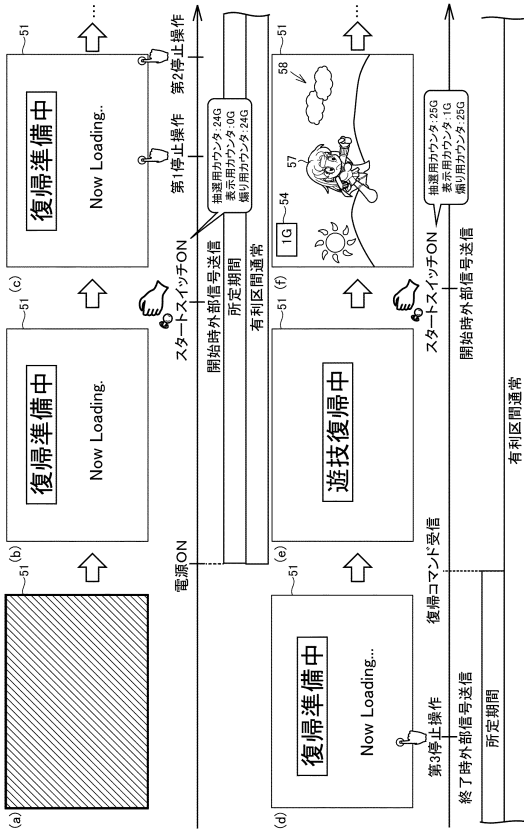 (a)
51
(b)
51
復帰準備中
Now Loading.
(c)
51
復帰準備中
Now Loading..
…
電源ON
スタートスイッチON
第1停止操作
第2停止操作
開始時外部信号送信
抽選用カウンタ:24G
表示用カウンタ:0G
煽り用カウンタ:24G
所定期間
有利区間通常
(d)
51
復帰準備中
Now Loading...
(e)
51
遊技復帰中
(f)
51
54
1G
57
58
…
第3停止操作
復帰コマンド受信
スタートスイッチON
終了時外部信号送信
開始時外部信号送信
抽選用カウンタ:25G
表示用カウンタ:1G
煽り用カウンタ:25G
所定期間
有利区間通常